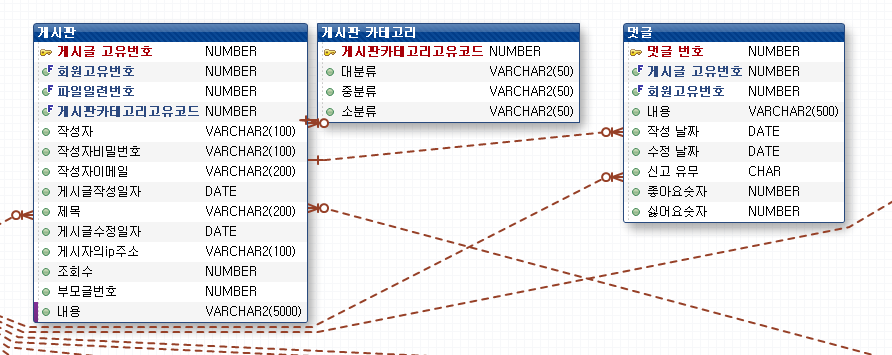 게시판
게시글 고유번호 NUMBER
회원고유번호 NUMBER
파일일련번호 NUMBER
게시판카테고리고유코드 NUMBER
작성자 VARCHAR2(100)
작성자비밀번호 VARCHAR2(100)
작성자이메일 VARCHAR2(200)
게시글작성일자 DATE
제목 VARCHAR2(200)
게시글수정일자 DATE
게시자의ip주소 VARCHAR2(100)
조회수 NUMBER
부모글번호 NUMBER
내용 VARCHAR2(5000)
게시판 카테고리
게시판카테고리고유코드 NUMBER
대분류 VARCHAR2(50)
중분류 VARCHAR2(50)
소분류 VARCHAR2(50)
댓글
댓글 번호 NUMBER
게시글 고유번호 NUMBER
회원고유번호 NUMBER
내용 VARCHAR2(500)
작성 날짜 DATE
수정 날짜 DATE
신고 유무 CHAR
좋아요숫자 NUMBER
싫어요숫자 NUMBER